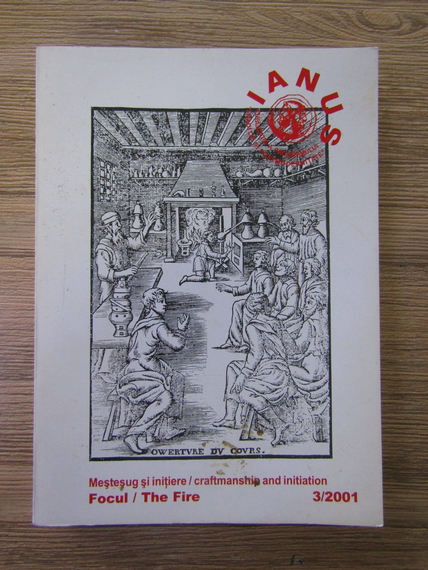 IANUS
OWERTVRE DV COVRS.
Meşteşug şi iniţiere / craftmanship and initiation
Focul / The Fire
3/2001